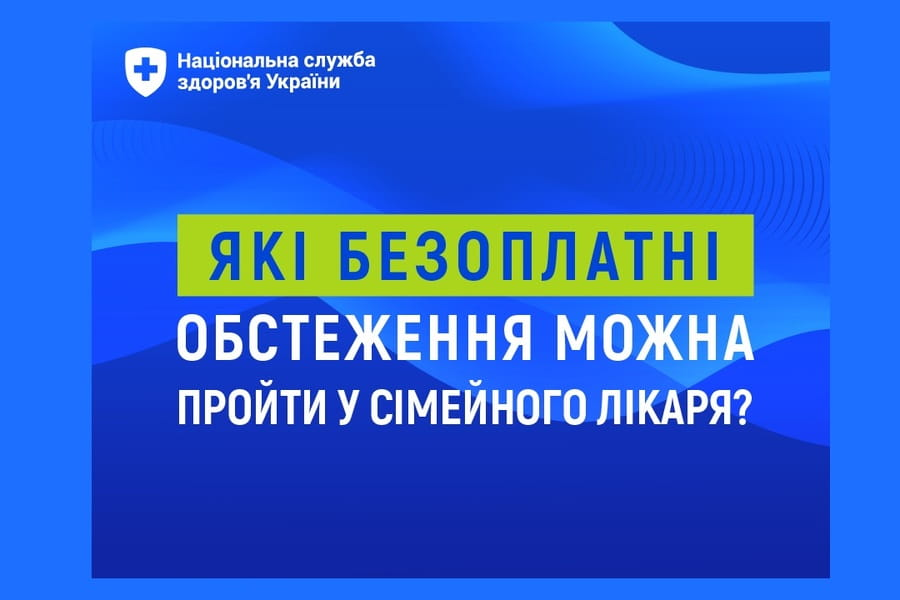 Національна служба
здоров'я України
ЯКІ БЕЗОПЛАТНІ
ОБСТЕЖЕННЯ МОЖНА
ПРОЙТИ У СІМЕЙНОГО ЛІКАРЯ?